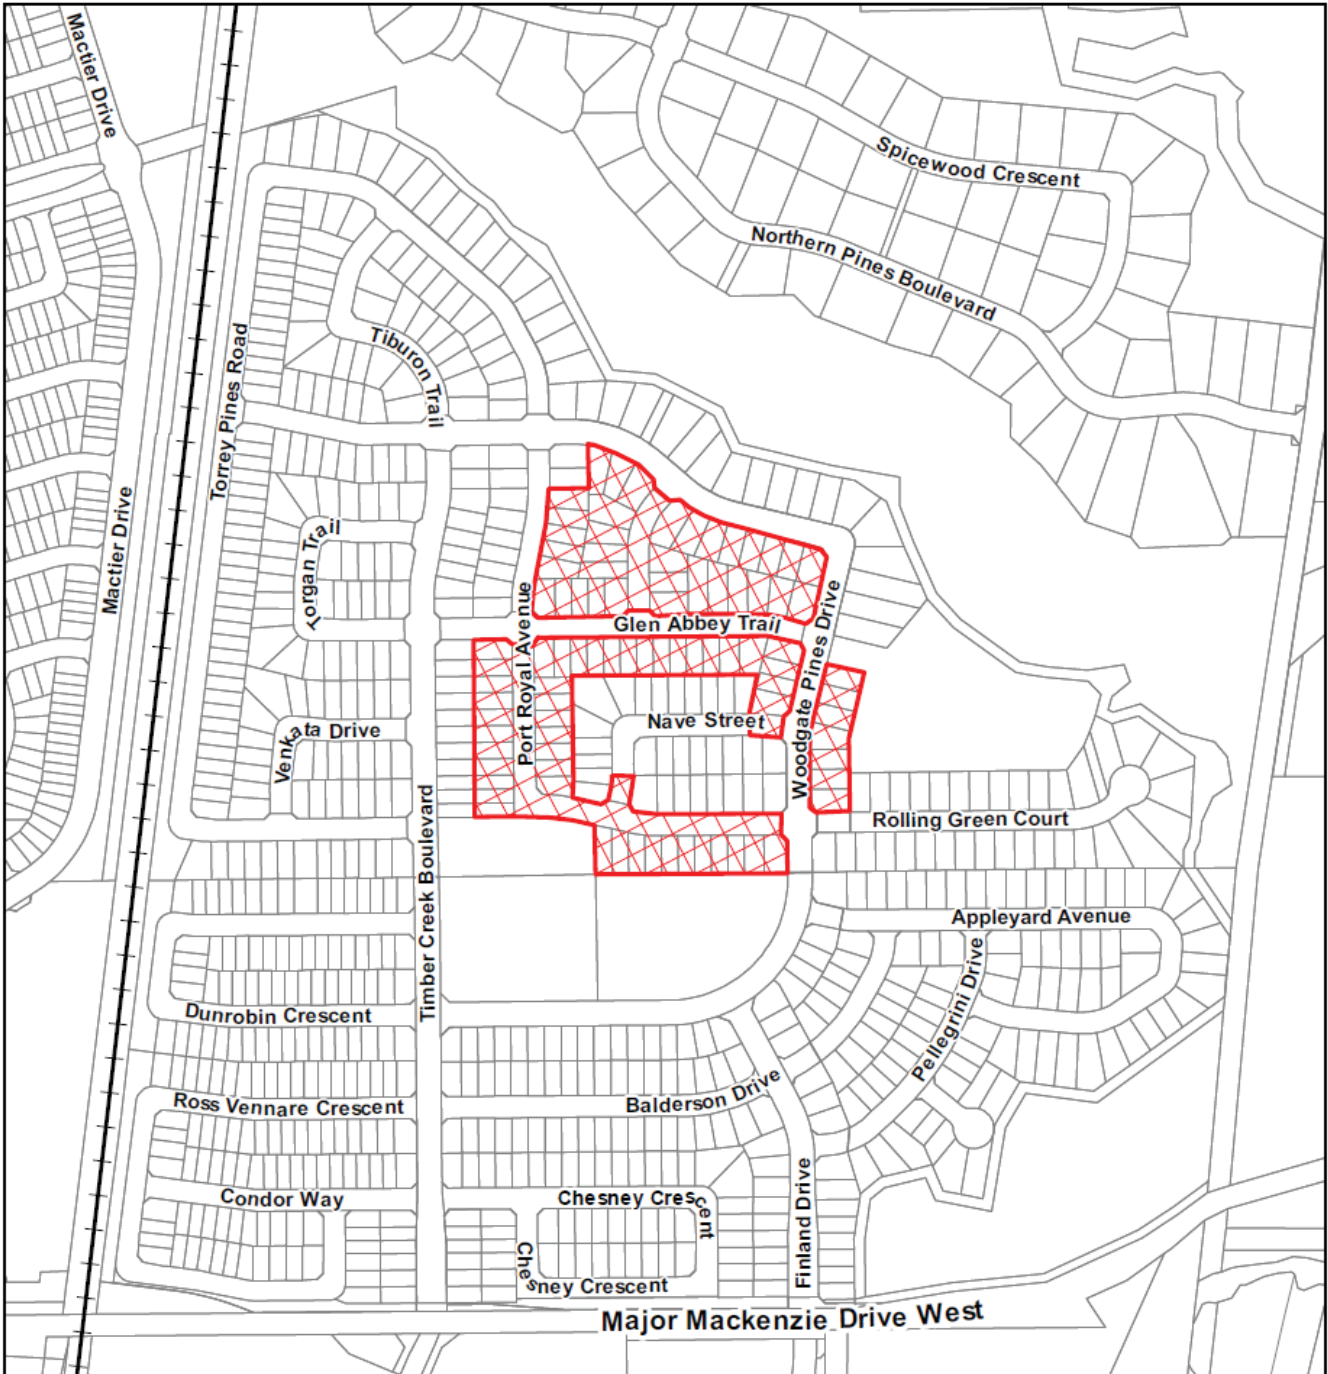 Mactier Drive
Spicewood Crescent
Northern Pines Boulevard
Torrey Pines Road
Tiburon Trail
Mactier Drive
Torgan Trail
Port Royal Avenue
Glen Abbey Trail
Woodgate Pines Drive
Nave Street
Venkata Drive
Timber Creek Boulevard
Rolling Green Court
Appleyard Avenue
Pellegrini Drive
Dunrobin Crescent
Ross Vennare Crescent
Balderson Drive
Condor Way
Chesney Crescent
Finland Drive
Chesney Crescent
Major Mackenzie Drive West